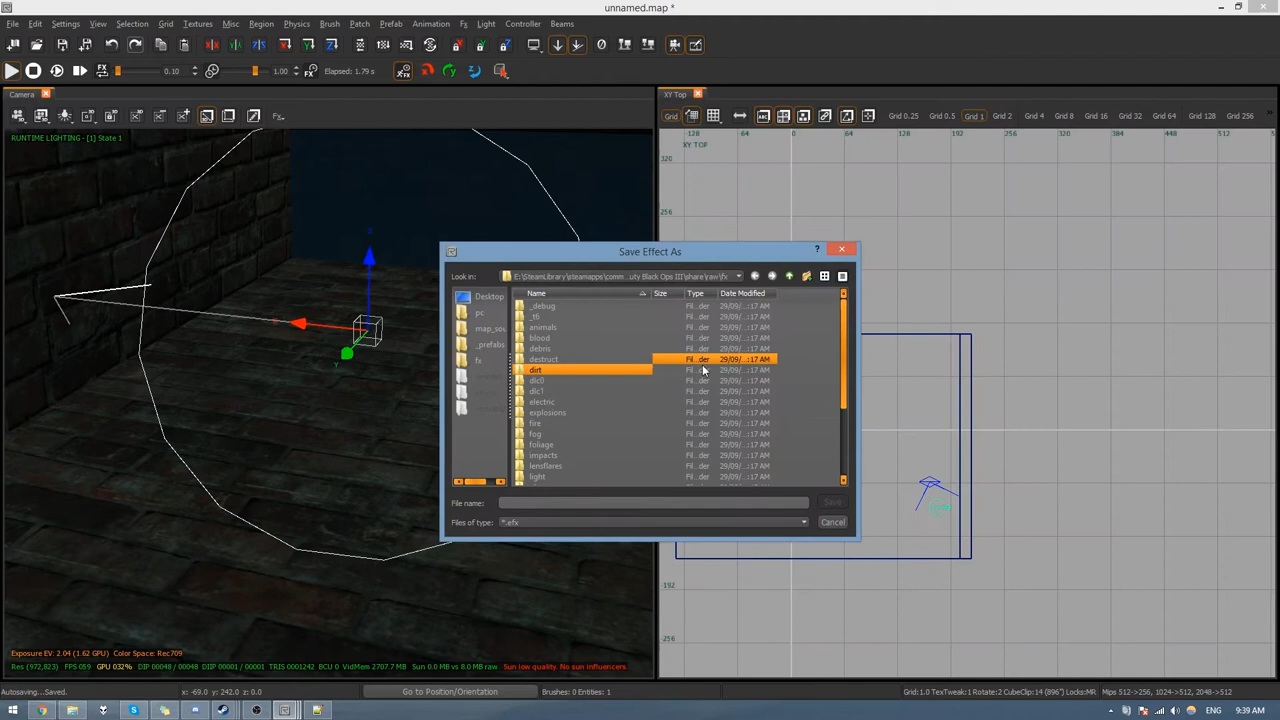 unnamed.map *
File Edit Settings View Selection Grid Textures Misc Region Physics Brush Patch Prefab Animation Fx Light Controller Beams
FX 0.10 1.00 FX Elapsed: 1.79 s
Camera
XY Top
Grid Grid 0.25 Grid 0.5 Grid 1 Grid 2 Grid 4 Grid 8 Grid 16 Grid 32 Grid 64 Grid 128 Grid 256
RUNTIME LIGHTING - [1] State 1
-128 64 0 64 128 192 256 320 384 448 512
XY TOP
320
256
Save Effect As
Look in: E:\SteamLibrary\steamapps\comm...uty Black Ops III\share\raw\fx
Desktop
pc
map_sou
_prefabs
fx
Name Size Type Date Modified
_debug Fil...der 29/09/...:17 AM
_t6 Fil...der 29/09/...:17 AM
animals Fil...der 29/09/...:17 AM
blood Fil...der 29/09/...:17 AM
debris Fil...der 29/09/...:17 AM
destruct Fil...der 29/09/...:17 AM
dirt Fil...der 29/09/...:17 AM
dlc0 Fil...der 29/09/...:17 AM
dlc1 Fil...der 29/09/...:17 AM
electric Fil...der 29/09/...:17 AM
explosions Fil...der 29/09/...:17 AM
fire Fil...der 29/09/...:17 AM
fog Fil...der 29/09/...:17 AM
foliage Fil...der 29/09/...:17 AM
impacts Fil...der 29/09/...:17 AM
lensflares Fil...der 29/09/...:17 AM
light Fil...der 29/09/...:17 AM
File name: Save
Files of type: *.efx Cancel
-192
-256
Exposure EV: 2.04 (1.62 GPU) Color Space: Rec709
Res (972,823) FPS 059 GPU 032% DIP 00048 / 00048 DIIP 00001 / 00001 TRIS 0001242 BCU 0 VidMem 2707.7 MB Sun 0.0 MB vs 8.0 MB raw Sun low quality. No sun influencers.
Autosaving...Saved. x: -69.0 y: 242.0 z: 0.0 Go to Position/Orientation Brushes: 0 Entities: 1 Grid:1.0 TexTweak:1 Rotate:2 CubeClip:14 (896") Locks:MR Mips 512->256, 1024->512, 2048->512
ENG 9:39 AM